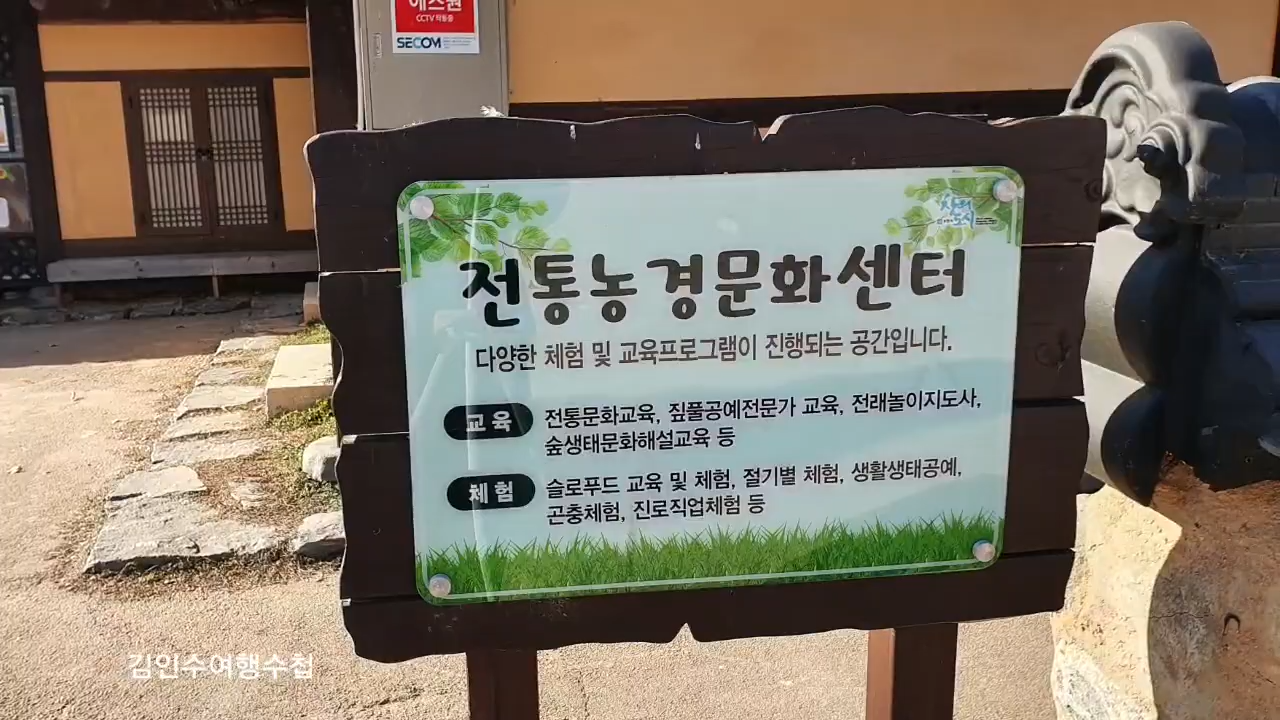 에스원
CCTV 작동중
SECOM
전통농경문화센터
다양한 체험 및 교육프로그램이 진행되는 공간입니다.
교육 전통문화교육, 짚풀공예전문가 교육, 전래놀이지도사,
숲생태문화해설교육 등
체험 슬로푸드 교육 및 체험, 절기별 체험, 생활생태공예,
곤충체험, 진로직업체험 등
김인수여행수첩